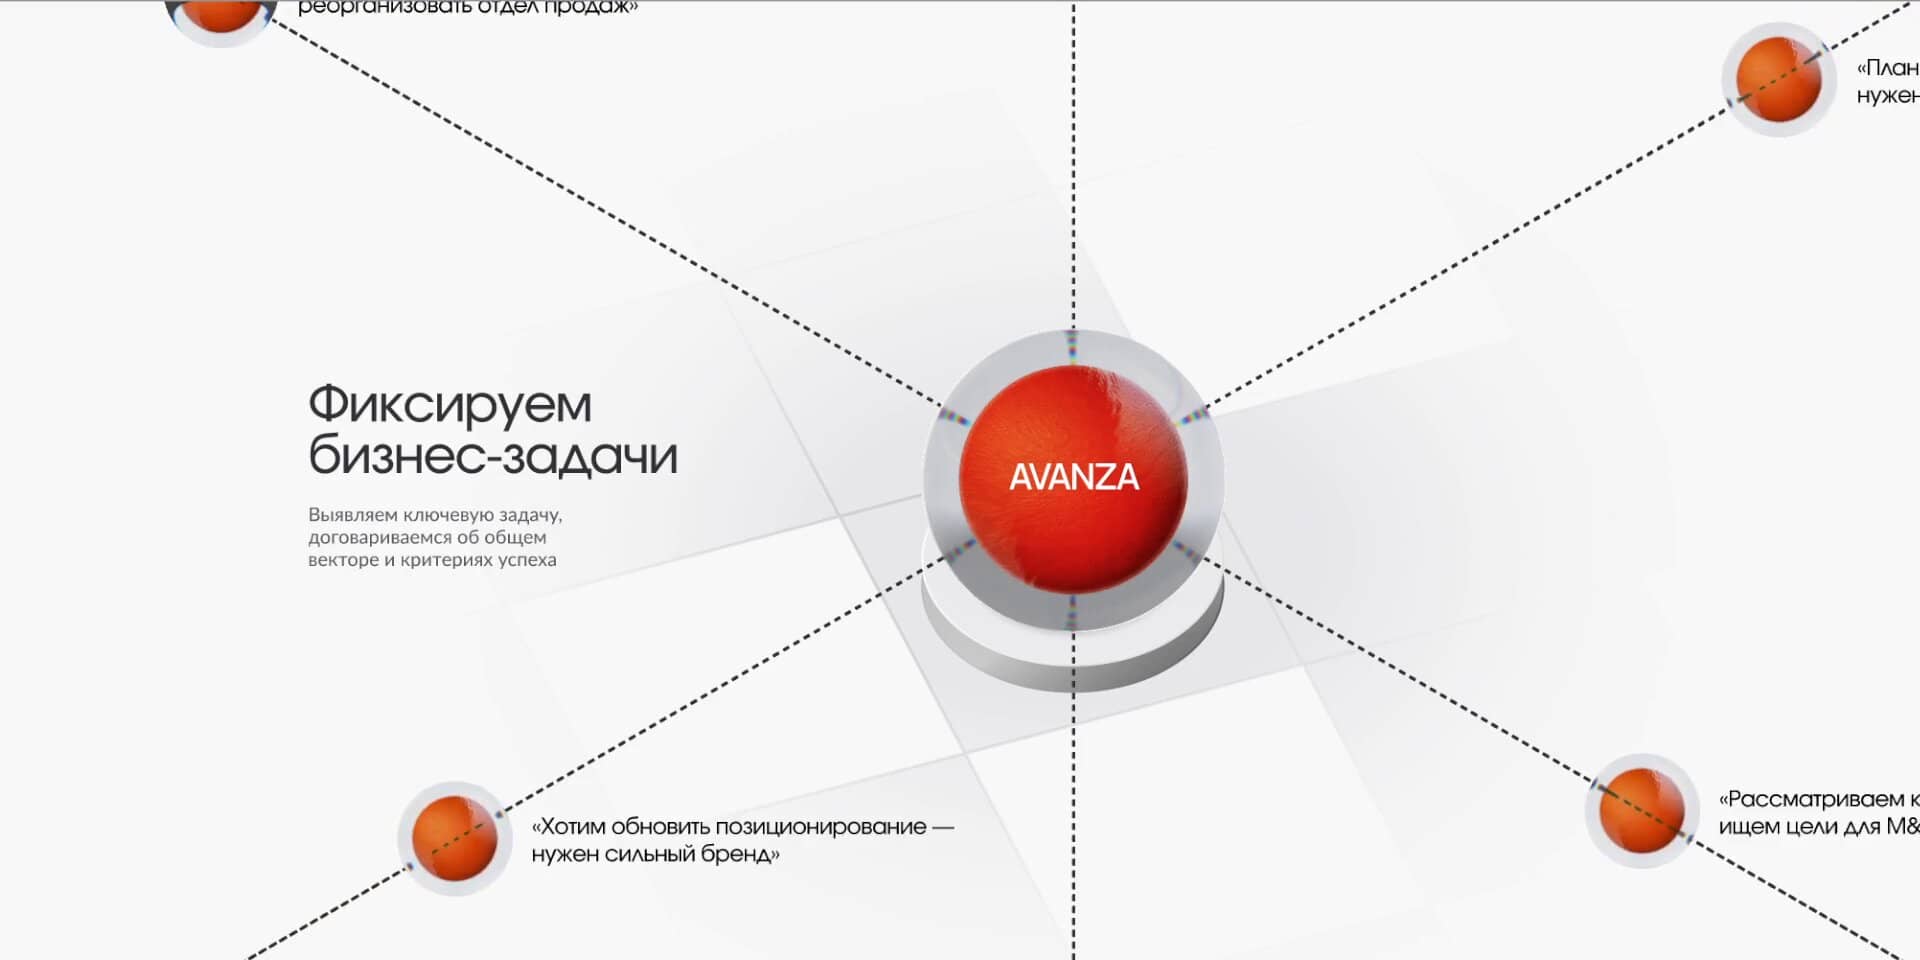 реорганизовать отдел продаж»
«План
нужен
Фиксируем
бизнес-задачи
AVANZA
Выявляем ключевую задачу,
договариваемся об общем
векторе и критериях успеха
«Рассматриваем к
ищем цели для M&
«Хотим обновить позиционирование —
нужен сильный бренд»